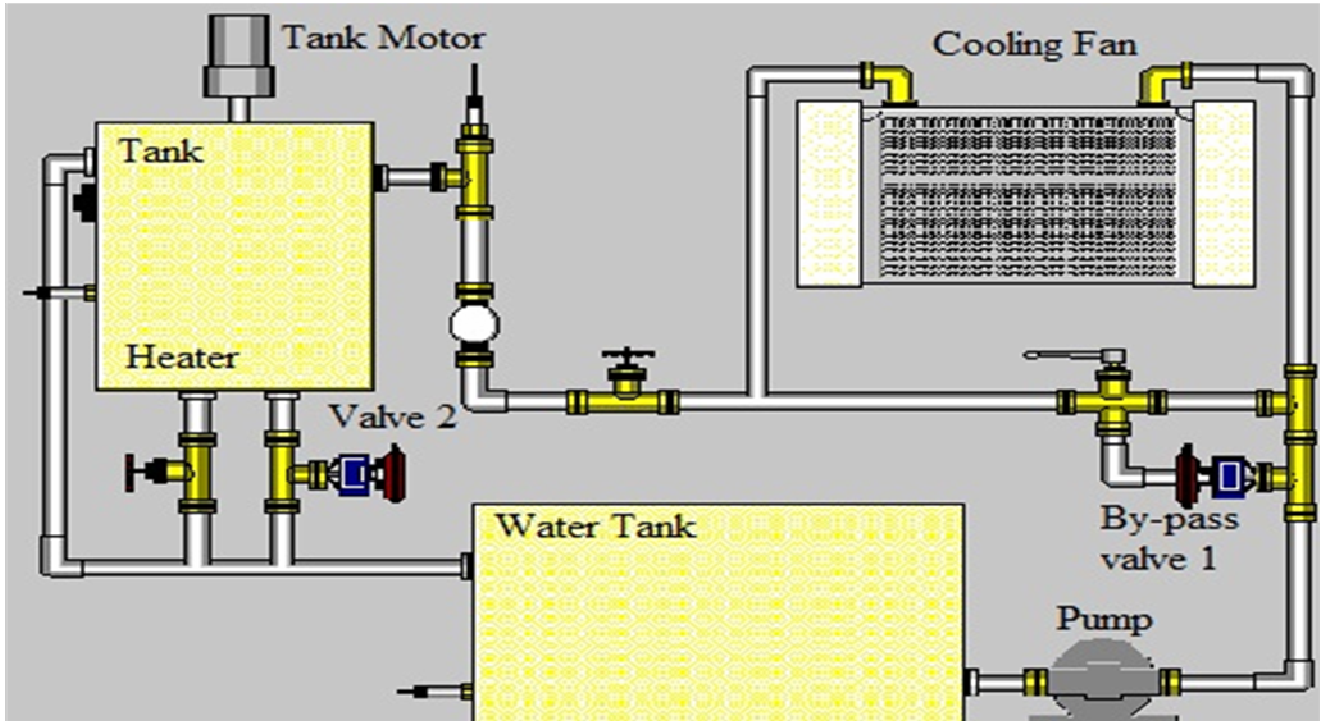 Tank Motor
Cooling Fan
Tank
Heater
Valve 2
Water Tank
By-pass
valve 1
Pump